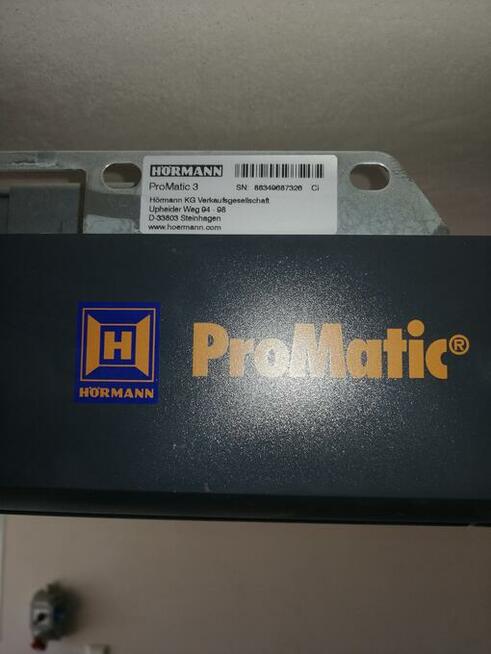 HÖRMANN
ProMatic 3 SN: 88349687326 Ci
Hörmann KG Verkaufsgesellschaft
Upheider Weg 94 - 98
D-33803 Steinhagen
www.hoermann.com
H
HÖRMANN
ProMatic®